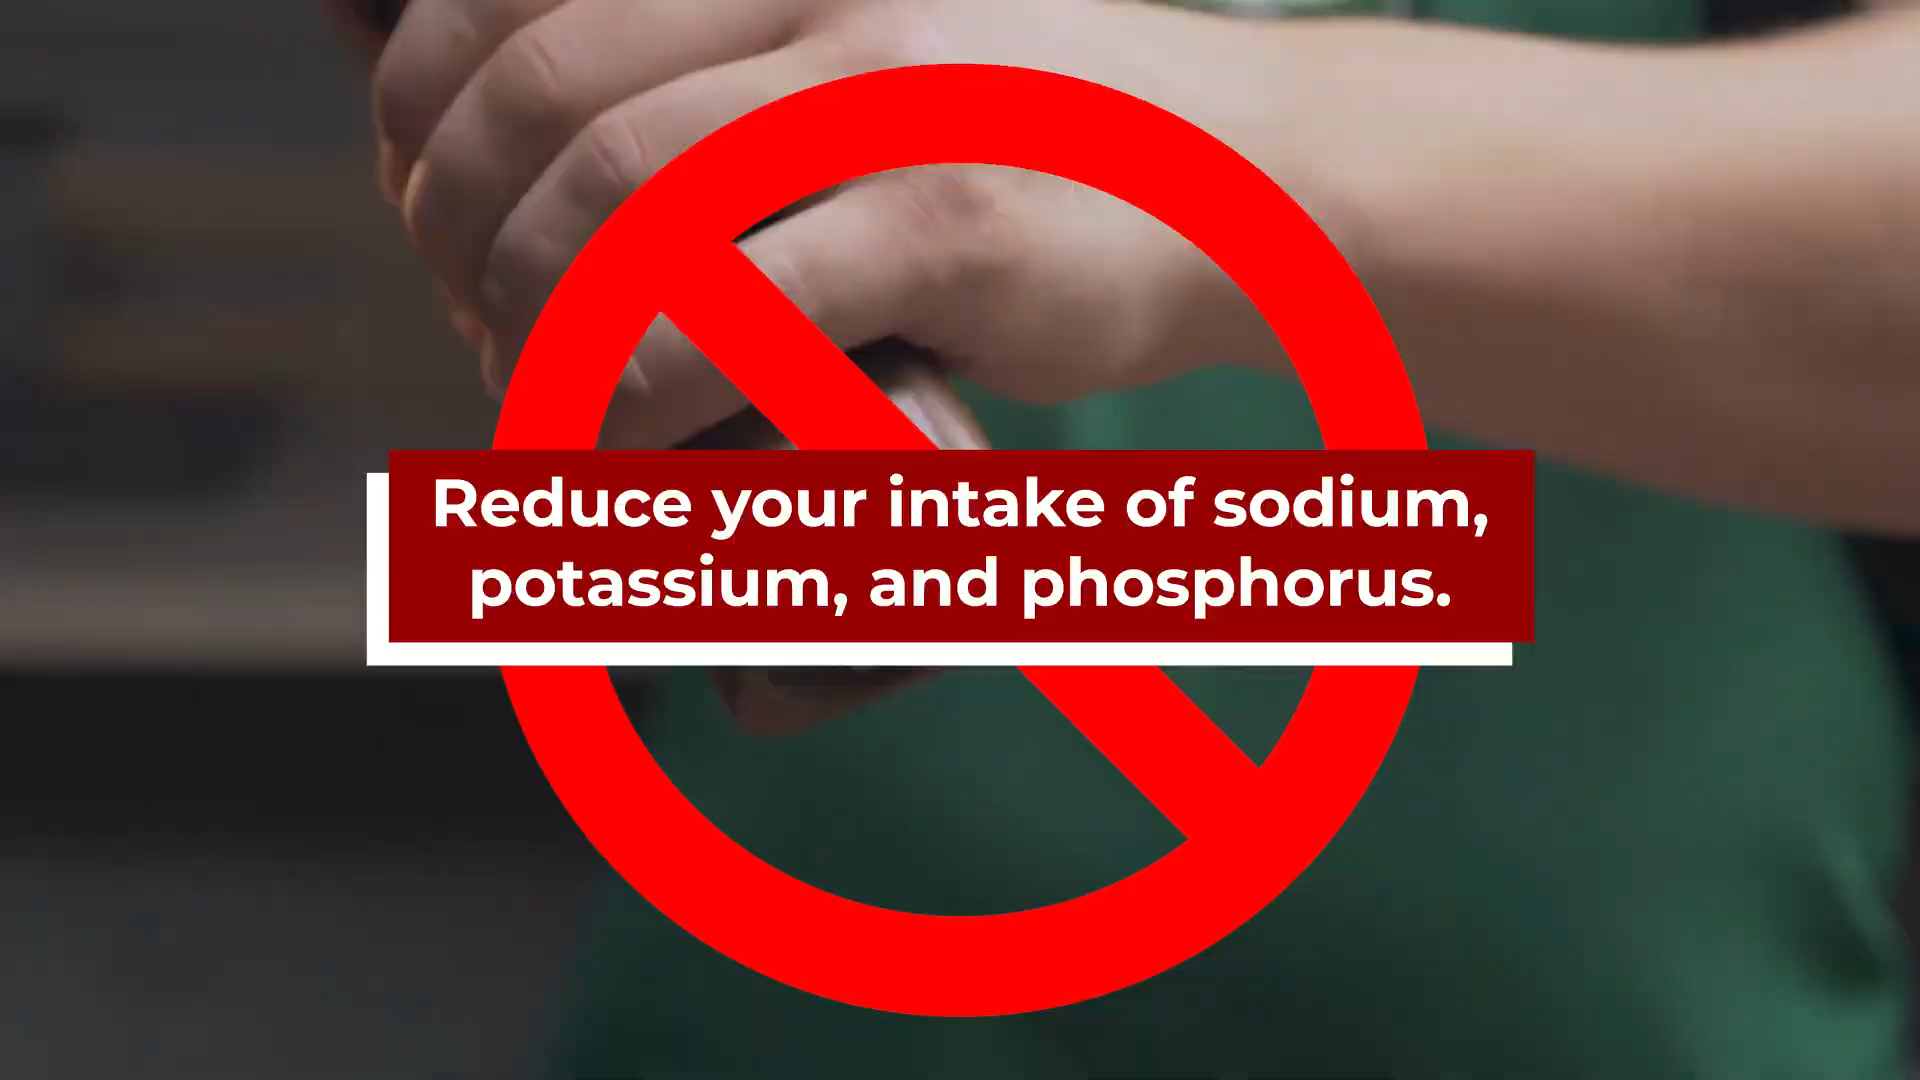 Reduce your intake of sodium,
potassium, and phosphorus.